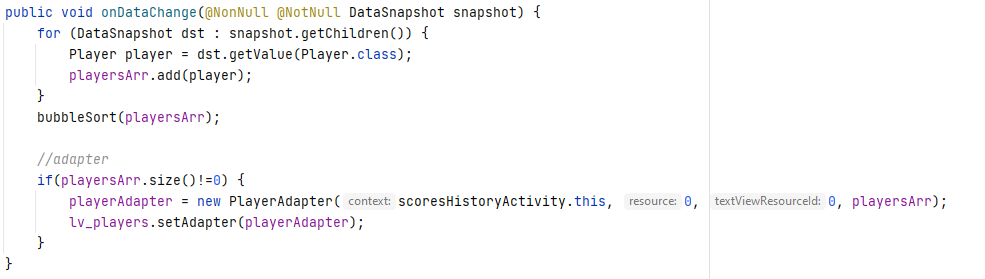 public void onDataChange(@NonNull @NotNull DataSnapshot snapshot) {
    for (DataSnapshot dst : snapshot.getChildren()) {
        Player player = dst.getValue(Player.class);
        playersArr.add(player);
    }
    bubbleSort(playersArr);

    //adapter
    if(playersArr.size()!=0) {
        playerAdapter = new PlayerAdapter( context: scoresHistoryActivity.this, resource: 0, textViewResourceId: 0, playersArr);
        lv_players.setAdapter(playerAdapter);
    }
}